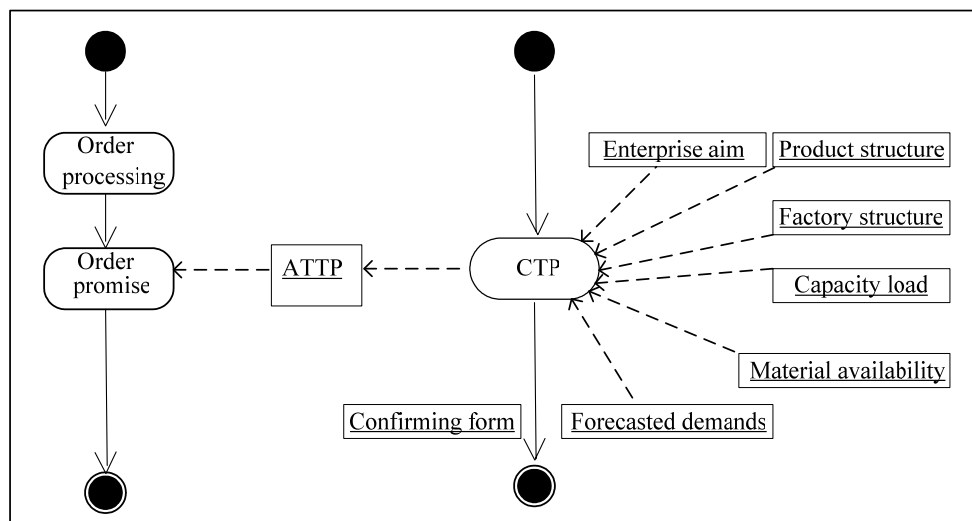 Order
processing
Order
promise
ATTP
CTP
Enterprise aim
Product structure
Factory structure
Capacity load
Material availability
Forecasted demands
Confirming form